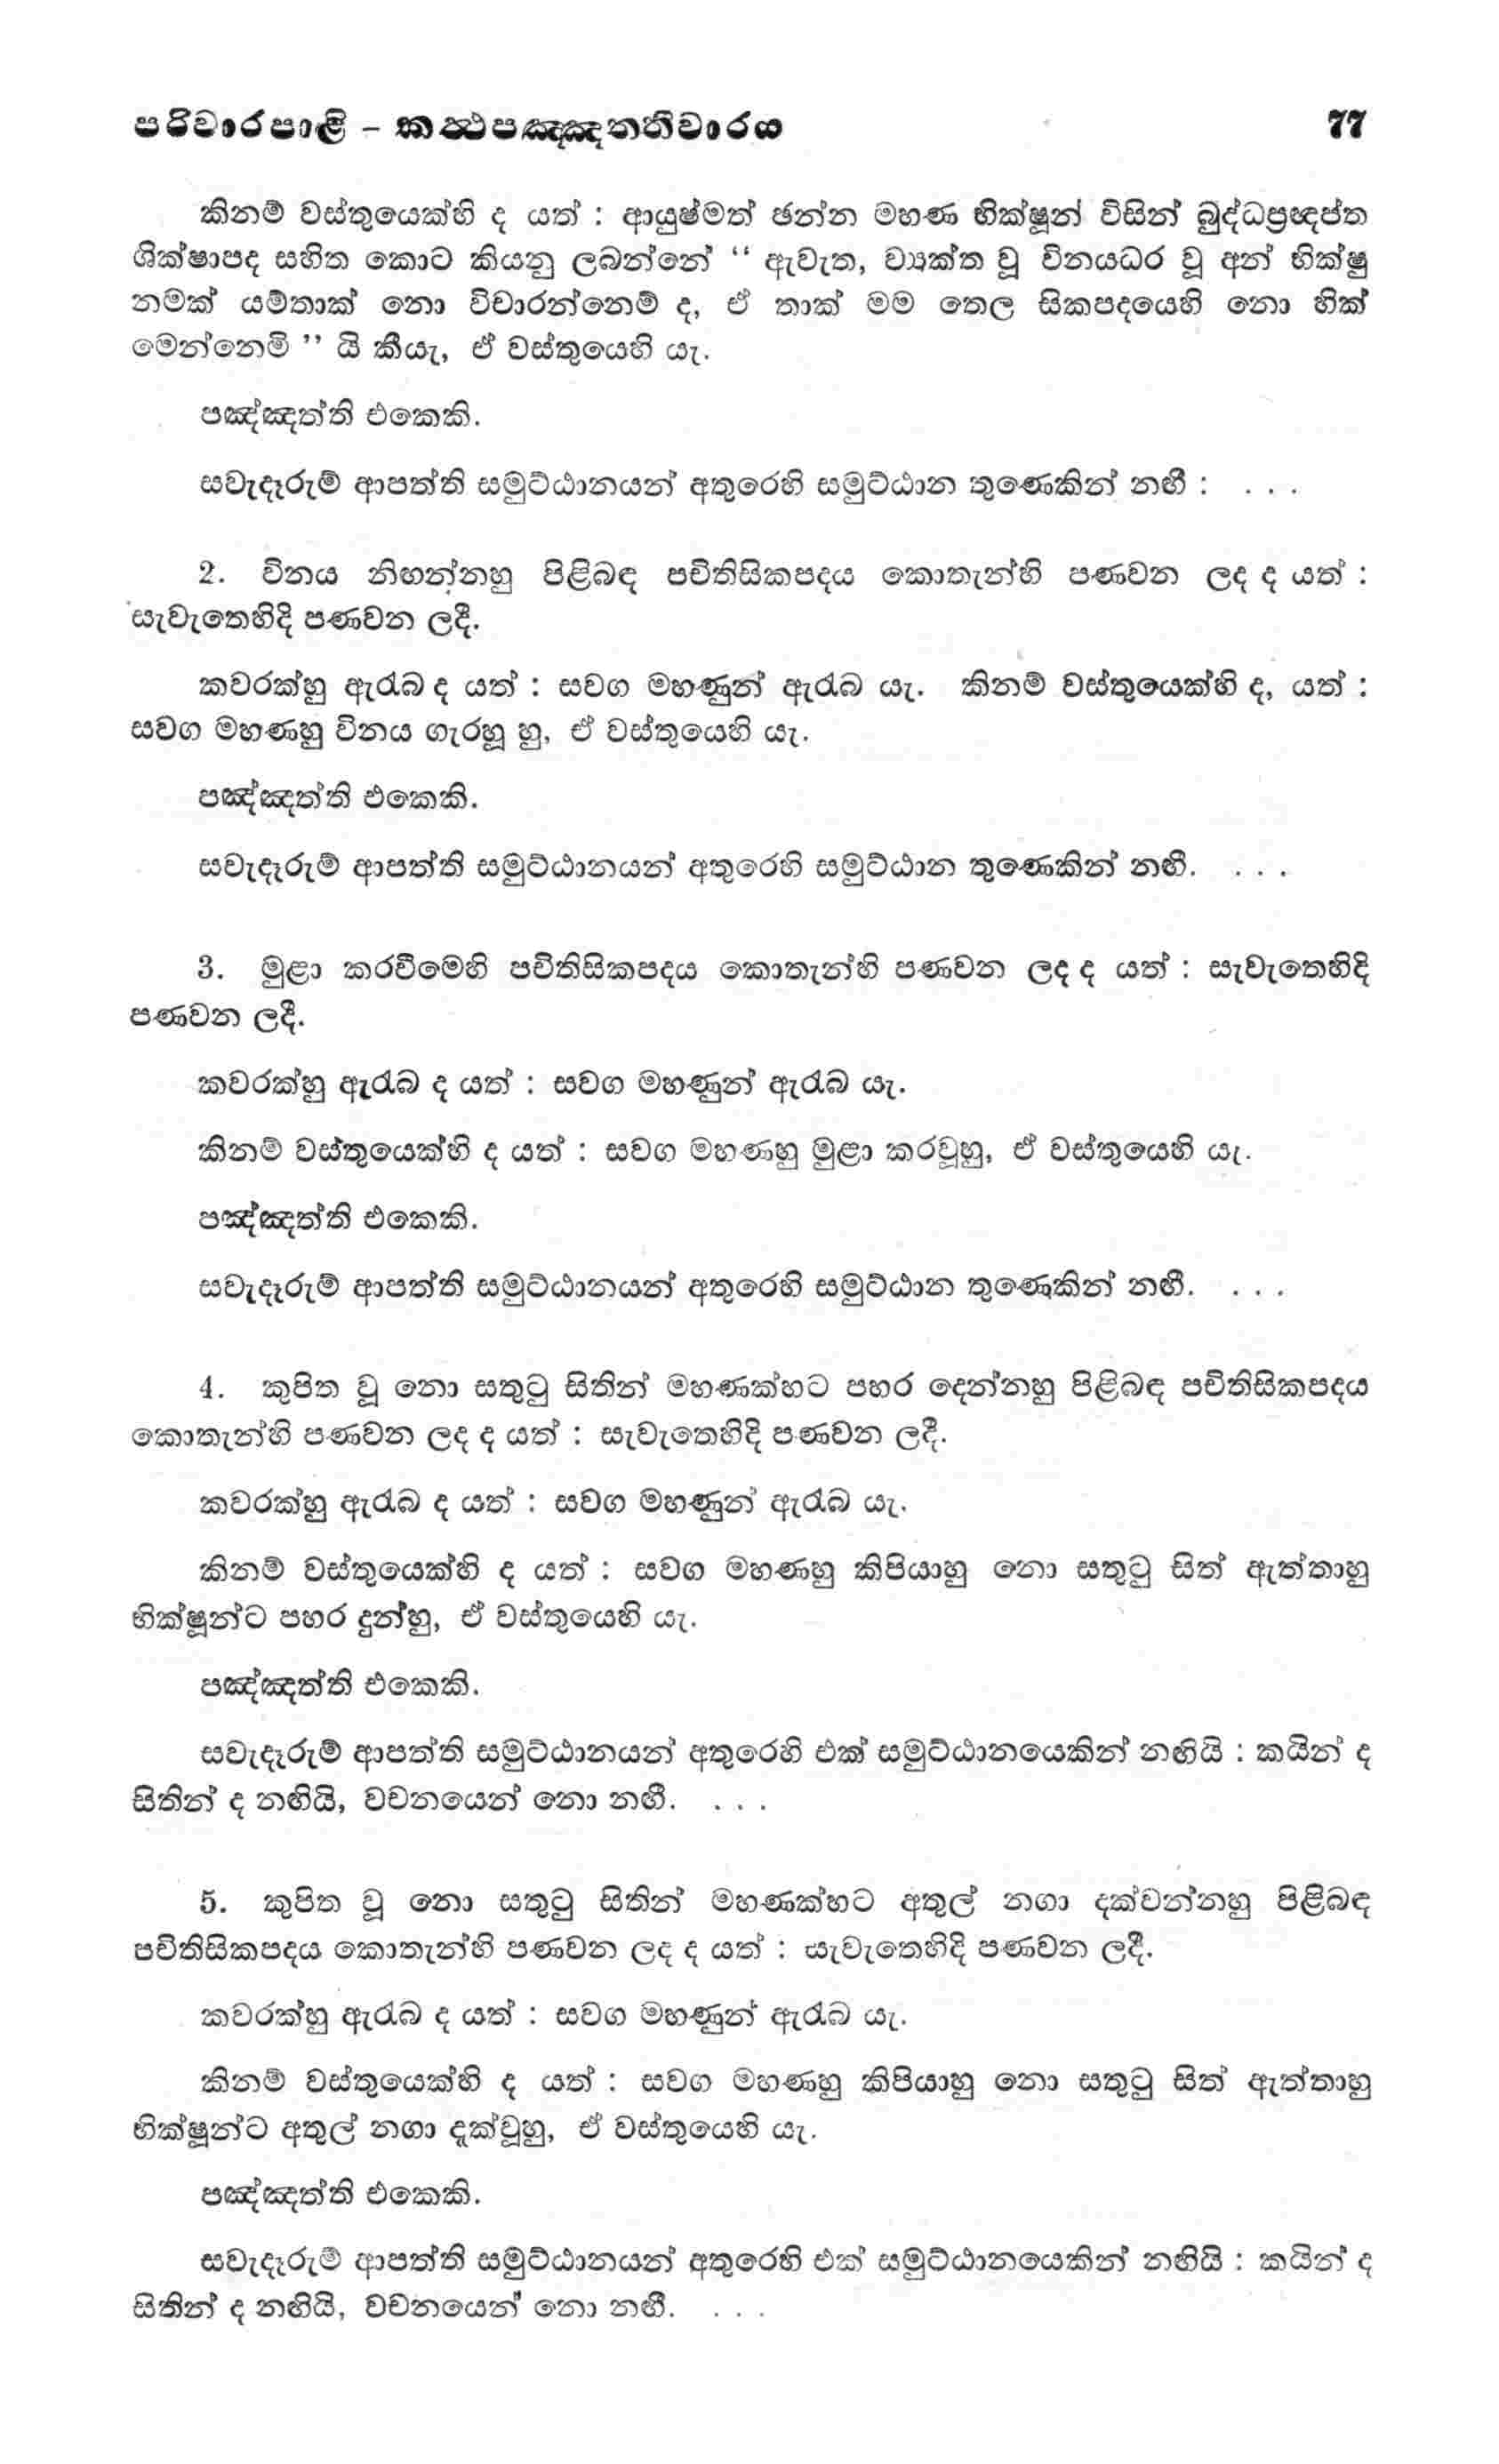 පරිවාරපාළි – කත්‍ථපඤ්ඤත්තිවාරය 77
කිනම් වස්තුයෙක්හි ද යත් : ආයුෂ්මත් ඡන්න මහණ භික්ෂූන් විසින් බුද්ධප්‍රඥප්ත
ශික්ෂාපද සහිත කොට කියනු ලබන්නේ “ ඇවැත, ව්‍යක්ත වූ විනයධර වූ අන් භික්ෂු
නමක් යම්තාක් නො විචාරන්නෙම් ද, ඒ තාක් මම තෙල සිකපදයෙහි නො හික්
මෙන්නෙමි ” යි කීයැ, ඒ වස්තුයෙහි යැ.
පඤ්ඤත්ති එකෙකි.
සවැදෑරුම් ආපත්ති සමුට්ඨානයන් අතුරෙහි සමුට්ඨාන තුණෙකින් නඟී : . . .
2. විනය නිඟන්නහු පිළිබඳ පචිතිසිකපදය කොතැන්හි පණවන ලද ද යත් :
සැවැතෙහිදි පණවන ලදී.
කවරක්හු ඇරැබ ද යත් : සවග මහණුන් ඇරැබ යැ. කිනම් වස්තුයෙක්හි ද, යත් :
සවග මහණහු විනය ගැරහූ හු, ඒ වස්තුයෙහි යැ.
පඤ්ඤත්ති එකෙකි.
සවැදෑරුම් ආපත්ති සමුට්ඨානයන් අතුරෙහි සමුට්ඨාන තුණෙකින් නඟී. . . .
3. මුළා කරවීමෙහි පචිතිසිකපදය කොතැන්හි පණවන ලද ද යත් : සැවැතෙහිදි
පණවන ලදී.
කවරක්හු ඇරැබ ද යත් : සවග මහණුන් ඇරැබ යැ.
කිනම් වස්තුයෙක්හි ද යත් : සවග මහණහු මුළා කරවූහු, ඒ වස්තුයෙහි යැ.
පඤ්ඤත්ති එකෙකි.
සවැදෑරුම් ආපත්ති සමුට්ඨානයන් අතුරෙහි සමුට්ඨාන තුණෙකින් නඟී. . . .
4. කුපිත වූ නො සතුටු සිතින් මහණක්හට පහර දෙන්නහු පිළිබඳ පචිතිසිකපදය
කොතැන්හි පණවන ලද ද යත් : සැවැතෙහිදි පණවන ලදී.
කවරක්හු ඇරැබ ද යත් : සවග මහණුන් ඇරැබ යැ.
කිනම් වස්තුයෙක්හි ද යත් : සවග මහණහු කිපියාහු නො සතුටු සිත් ඇත්තාහු
භික්ෂූන්ට පහර දුන්හු, ඒ වස්තුයෙහි යැ.
පඤ්ඤත්ති එකෙකි.
සවැදෑරුම් ආපත්ති සමුට්ඨානයන් අතුරෙහි එක් සමුට්ඨානයෙකින් නඟියි : කයින් ද
සිතින් ද නඟියි, වචනයෙන් නො නඟී. . . .
5. කුපිත වූ නො සතුටු සිතින් මහණක්හට අතුල් නගා දක්වන්නහු පිළිබඳ
පචිතිසිකපදය කොතැන්හි පණවන ලද ද යත් : සැවැතෙහිදි පණවන ලදී.
කවරක්හු ඇරැබ ද යත් : සවග මහණුන් ඇරැබ යැ.
කිනම් වස්තුයෙක්හි ද යත් : සවග මහණහු කිපියාහු නො සතුටු සිත් ඇත්තාහු
භික්ෂූන්ට අතුල් නගා දැක්වූහු, ඒ වස්තුයෙහි යැ.
පඤ්ඤත්ති එකෙකි.
සවැදෑරුම් ආපත්ති සමුට්ඨානයන් අතුරෙහි එක් සමුට්ඨානයෙකින් නඟියි : කයින් ද
සිතින් ද නඟියි, වචනයෙන් නො නඟී. . . .